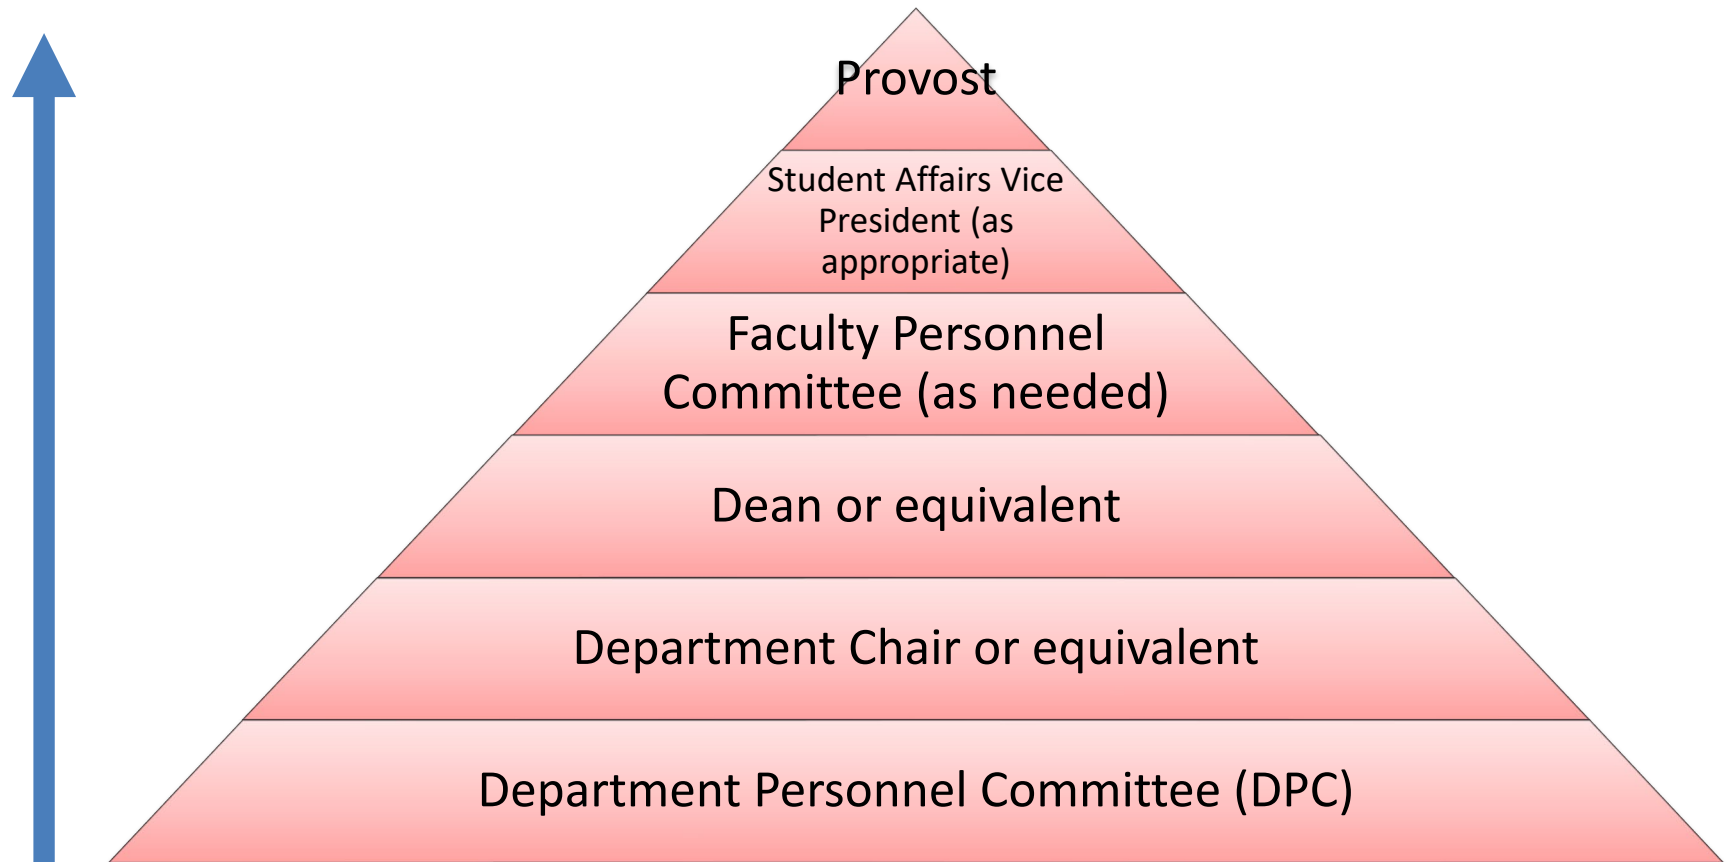 Provost
Student Affairs Vice
President (as
appropriate)
Faculty Personnel
Committee (as needed)
Dean or equivalent
Department Chair or equivalent
Department Personnel Committee (DPC)